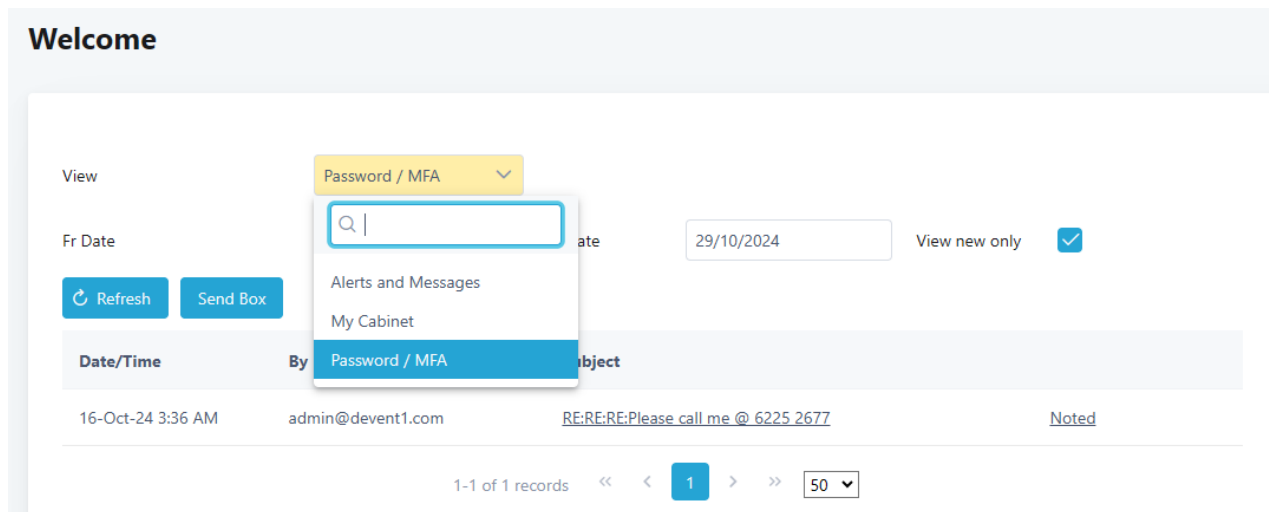 Welcome
View
Password / MFA
Fr Date
ate
29/10/2024
View new only
Alerts and Messages
My Cabinet
Password / MFA
Refresh
Send Box
Date/Time
By
bject
16-Oct-24 3:36 AM
admin@devent1.com
RE:RE:RE:Please call me @ 6225 2677
Noted
1-1 of 1 records
<<
<
1
>
>>
50